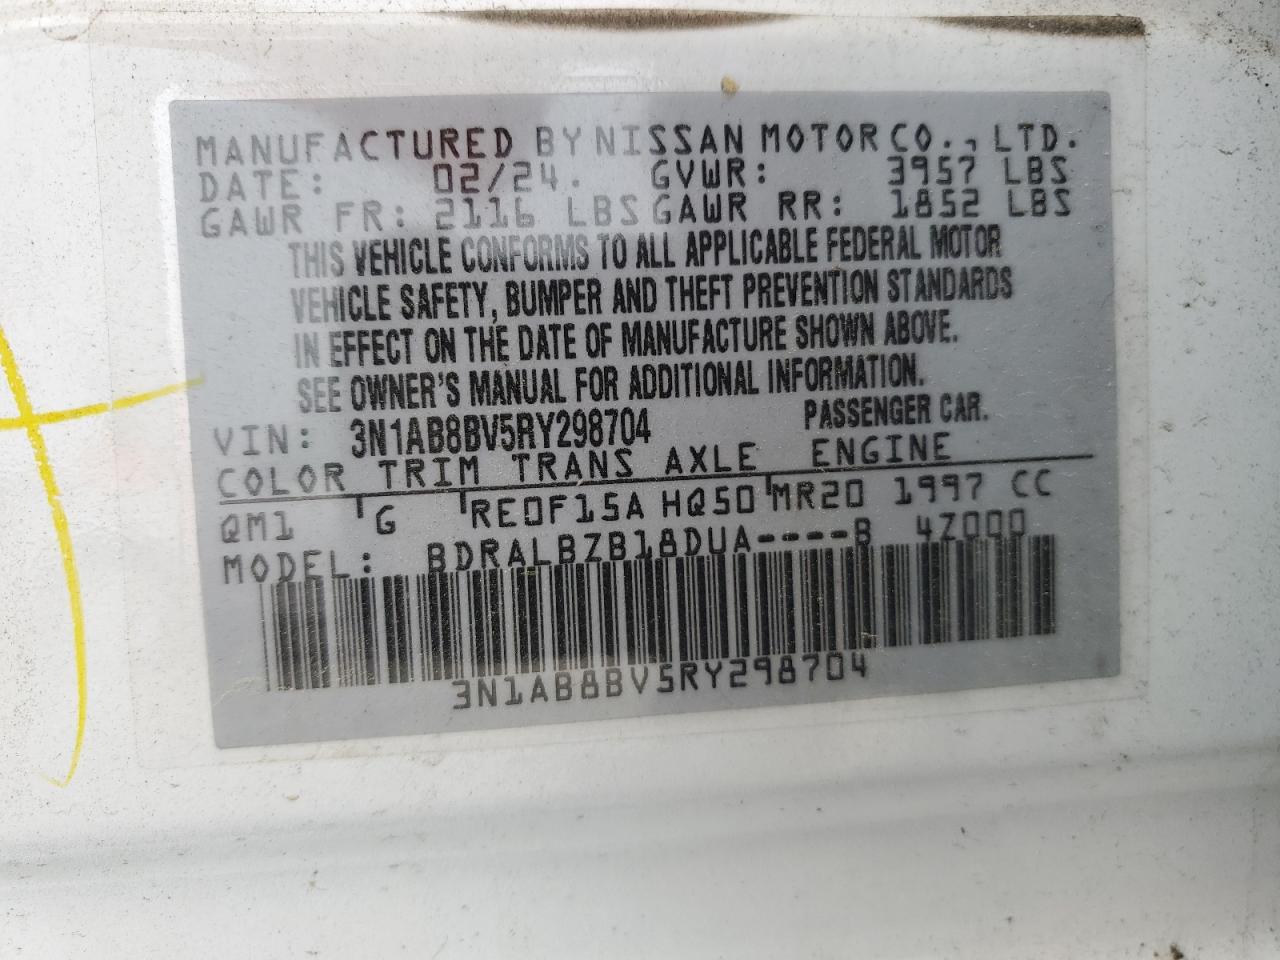 MANUFACTURED BY NISSAN MOTOR CO., LTD.
DATE: 02/24. GVWR: 3957 LBS
GAWR FR: 2116 LBS GAWR RR: 1852 LBS
THIS VEHICLE CONFORMS TO ALL APPLICABLE FEDERAL MOTOR
VEHICLE SAFETY, BUMPER AND THEFT PREVENTION STANDARDS
IN EFFECT ON THE DATE OF MANUFACTURE SHOWN ABOVE.
SEE OWNER'S MANUAL FOR ADDITIONAL INFORMATION.
VIN: 3N1AB8BV5RY298704 PASSENGER CAR.
COLOR TRIM TRANS AXLE ENGINE
QM1 G RE0F15A HQ50 MR20 1997 CC
MODEL: BDRALBZB18DUA----B 4Z000
3N1AB8BV5RY298704